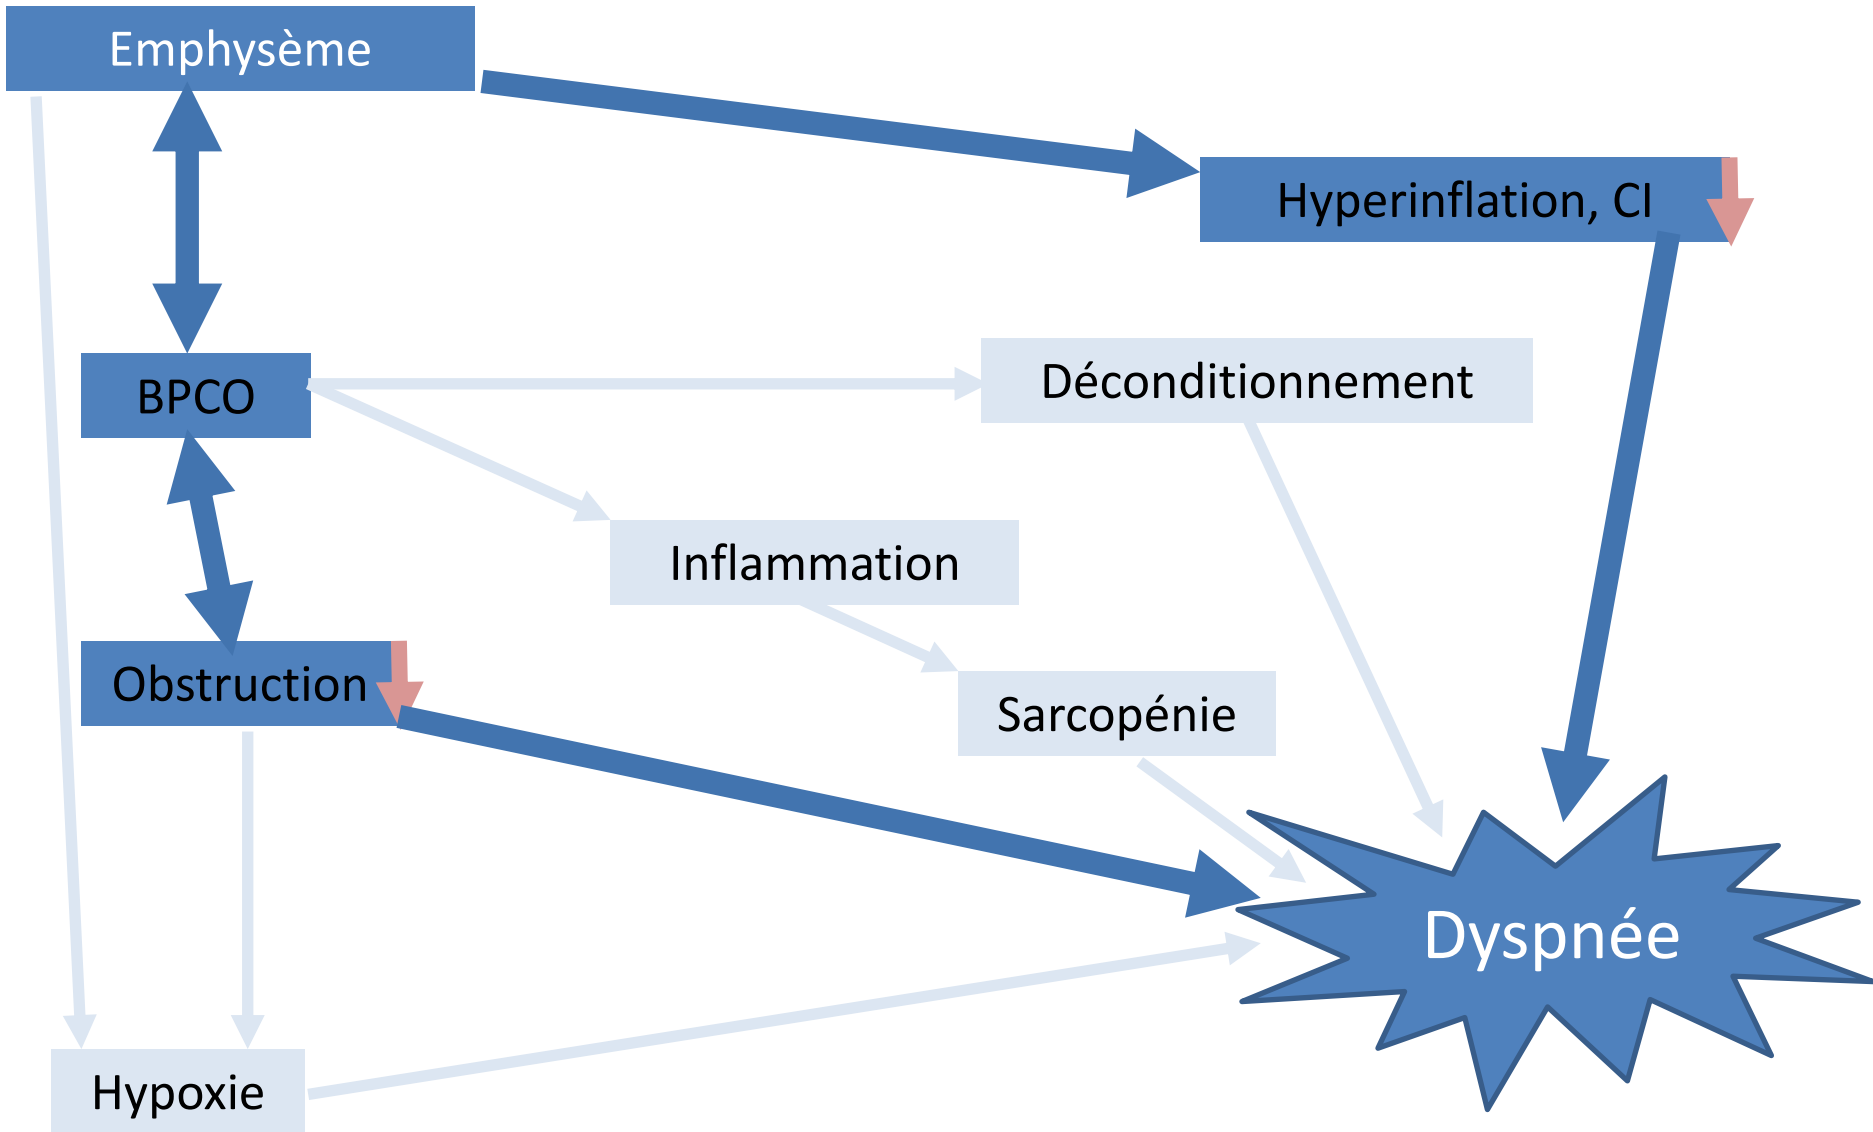 Emphysème
Hyperinflation, CI
BPCO
Déconditionnement
Inflammation
Obstruction
Sarcopénie
Dyspnée
Hypoxie